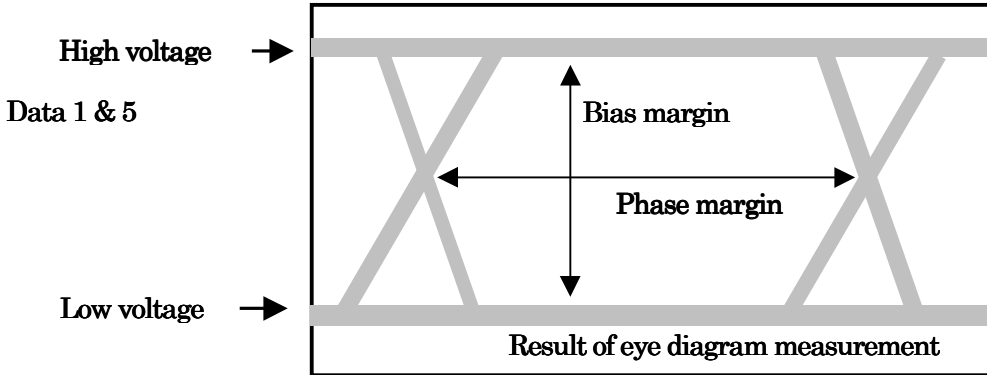 High voltage
Data 1 & 5
Bias margin
Phase margin
Low voltage
Result of eye diagram measurement